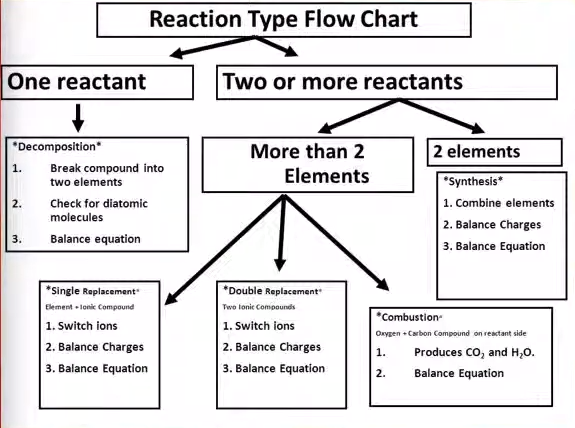 Reaction Type Flow Chart
One reactant
Two or more reactants
*Decomposition*
1. Break compound into
two elements
2. Check for diatomic
molecules
3. Balance equation
More than 2
Elements
2 elements
*Synthesis*
1. Combine elements
2. Balance Charges
3. Balance Equation
*Single Replacement*
Element + Ionic Compound
1. Switch ions
2. Balance Charges
3. Balance Equation
*Double Replacement*
Two Ionic Compounds
1. Switch ions
2. Balance Charges
3. Balance Equation
*Combustion*
Oxygen + Carbon Compound on reactant side
1. Produces CO₂ and H₂O.
2. Balance Equation